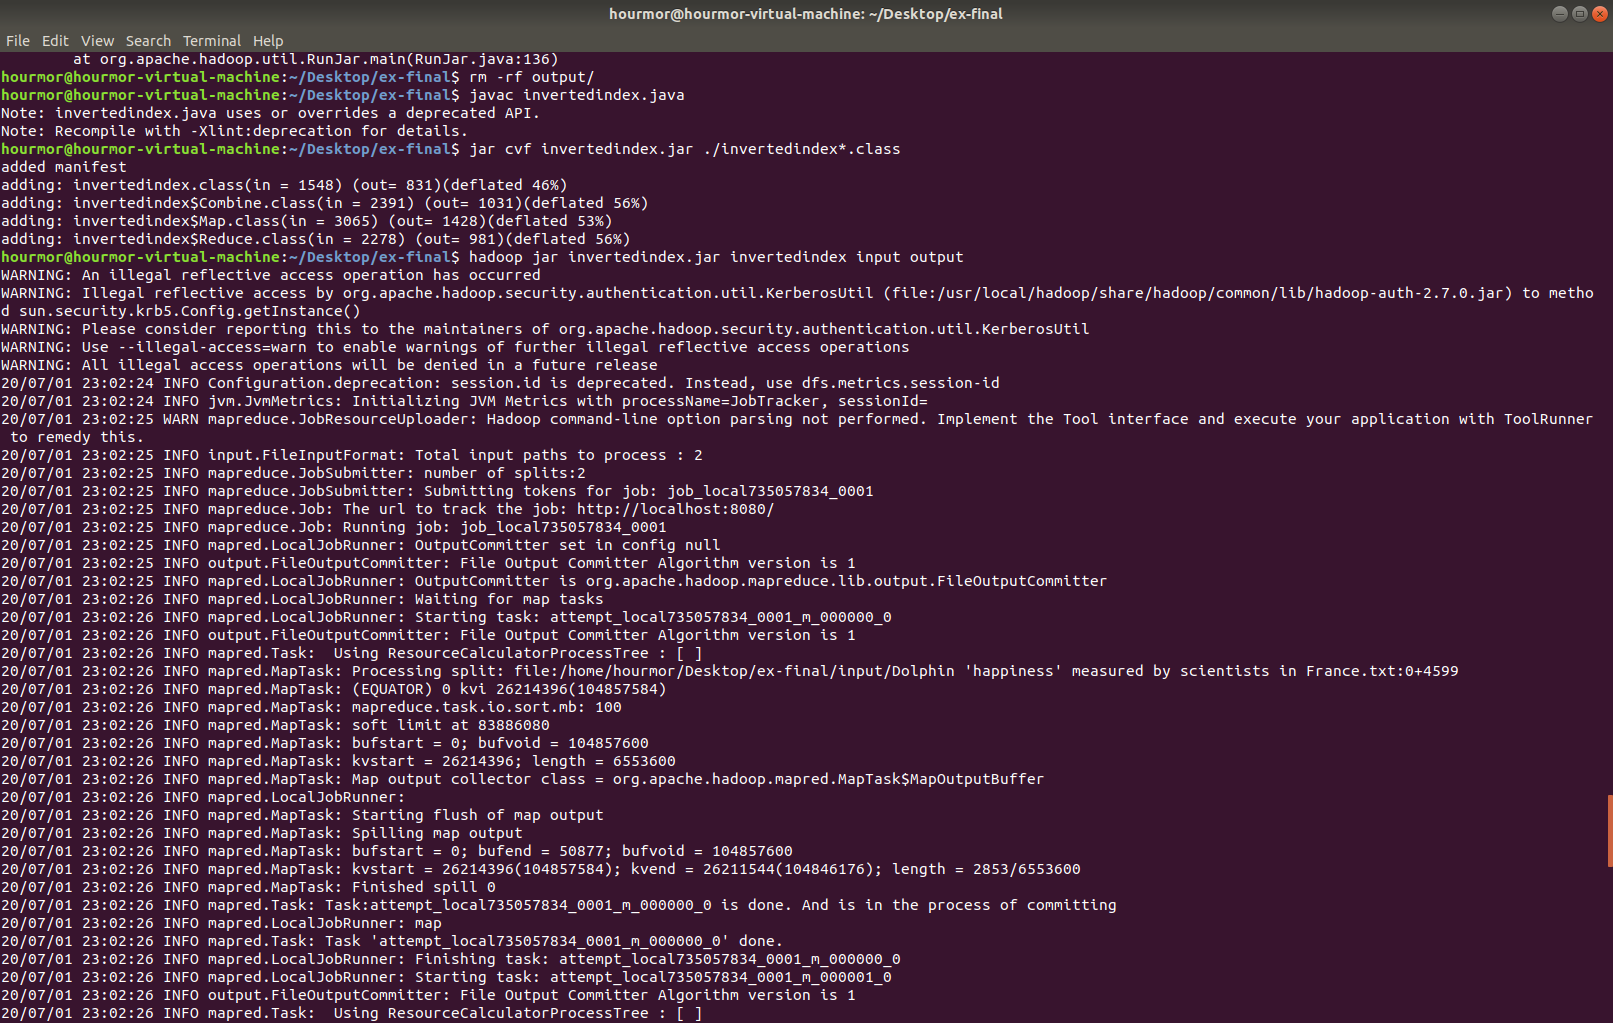 hourmor@hourmor-virtual-machine: ~/Desktop/ex-final
File Edit View Search Terminal Help
        at org.apache.hadoop.util.RunJar.main(RunJar.java:136)
hourmor@hourmor-virtual-machine:~/Desktop/ex-final$ rm -rf output/
hourmor@hourmor-virtual-machine:~/Desktop/ex-final$ javac invertedindex.java
Note: invertedindex.java uses or overrides a deprecated API.
Note: Recompile with -Xlint:deprecation for details.
hourmor@hourmor-virtual-machine:~/Desktop/ex-final$ jar cvf invertedindex.jar ./invertedindex*.class
added manifest
adding: invertedindex.class(in = 1548) (out= 831)(deflated 46%)
adding: invertedindex$Combine.class(in = 2391) (out= 1031)(deflated 56%)
adding: invertedindex$Map.class(in = 3065) (out= 1428)(deflated 53%)
adding: invertedindex$Reduce.class(in = 2278) (out= 981)(deflated 56%)
hourmor@hourmor-virtual-machine:~/Desktop/ex-final$ hadoop jar invertedindex.jar invertedindex input output
WARNING: An illegal reflective access operation has occurred
WARNING: Illegal reflective access by org.apache.hadoop.security.authentication.util.KerberosUtil (file:/usr/local/hadoop/share/hadoop/common/lib/hadoop-auth-2.7.0.jar) to metho
d sun.security.krb5.Config.getInstance()
WARNING: Please consider reporting this to the maintainers of org.apache.hadoop.security.authentication.util.KerberosUtil
WARNING: Use --illegal-access=warn to enable warnings of further illegal reflective access operations
WARNING: All illegal access operations will be denied in a future release
20/07/01 23:02:24 INFO Configuration.deprecation: session.id is deprecated. Instead, use dfs.metrics.session-id
20/07/01 23:02:24 INFO jvm.JvmMetrics: Initializing JVM Metrics with processName=JobTracker, sessionId=
20/07/01 23:02:25 WARN mapreduce.JobResourceUploader: Hadoop command-line option parsing not performed. Implement the Tool interface and execute your application with ToolRunner
 to remedy this.
20/07/01 23:02:25 INFO input.FileInputFormat: Total input paths to process : 2
20/07/01 23:02:25 INFO mapreduce.JobSubmitter: number of splits:2
20/07/01 23:02:25 INFO mapreduce.JobSubmitter: Submitting tokens for job: job_local735057834_0001
20/07/01 23:02:25 INFO mapreduce.Job: The url to track the job: http://localhost:8080/
20/07/01 23:02:25 INFO mapreduce.Job: Running job: job_local735057834_0001
20/07/01 23:02:25 INFO mapred.LocalJobRunner: OutputCommitter set in config null
20/07/01 23:02:25 INFO output.FileOutputCommitter: File Output Committer Algorithm version is 1
20/07/01 23:02:25 INFO mapred.LocalJobRunner: OutputCommitter is org.apache.hadoop.mapreduce.lib.output.FileOutputCommitter
20/07/01 23:02:26 INFO mapred.LocalJobRunner: Waiting for map tasks
20/07/01 23:02:26 INFO mapred.LocalJobRunner: Starting task: attempt_local735057834_0001_m_000000_0
20/07/01 23:02:26 INFO output.FileOutputCommitter: File Output Committer Algorithm version is 1
20/07/01 23:02:26 INFO mapred.Task:  Using ResourceCalculatorProcessTree : [ ]
20/07/01 23:02:26 INFO mapred.MapTask: Processing split: file:/home/hourmor/Desktop/ex-final/input/Dolphin 'happiness' measured by scientists in France.txt:0+4599
20/07/01 23:02:26 INFO mapred.MapTask: (EQUATOR) 0 kvi 26214396(104857584)
20/07/01 23:02:26 INFO mapred.MapTask: mapreduce.task.io.sort.mb: 100
20/07/01 23:02:26 INFO mapred.MapTask: soft limit at 83886080
20/07/01 23:02:26 INFO mapred.MapTask: bufstart = 0; bufvoid = 104857600
20/07/01 23:02:26 INFO mapred.MapTask: kvstart = 26214396; length = 6553600
20/07/01 23:02:26 INFO mapred.MapTask: Map output collector class = org.apache.hadoop.mapred.MapTask$MapOutputBuffer
20/07/01 23:02:26 INFO mapred.LocalJobRunner:
20/07/01 23:02:26 INFO mapred.MapTask: Starting flush of map output
20/07/01 23:02:26 INFO mapred.MapTask: Spilling map output
20/07/01 23:02:26 INFO mapred.MapTask: bufstart = 0; bufend = 50877; bufvoid = 104857600
20/07/01 23:02:26 INFO mapred.MapTask: kvstart = 26214396(104857584); kvend = 26211544(104846176); length = 2853/6553600
20/07/01 23:02:26 INFO mapred.MapTask: Finished spill 0
20/07/01 23:02:26 INFO mapred.Task: Task:attempt_local735057834_0001_m_000000_0 is done. And is in the process of committing
20/07/01 23:02:26 INFO mapred.LocalJobRunner: map
20/07/01 23:02:26 INFO mapred.Task: Task 'attempt_local735057834_0001_m_000000_0' done.
20/07/01 23:02:26 INFO mapred.LocalJobRunner: Finishing task: attempt_local735057834_0001_m_000000_0
20/07/01 23:02:26 INFO mapred.LocalJobRunner: Starting task: attempt_local735057834_0001_m_000001_0
20/07/01 23:02:26 INFO output.FileOutputCommitter: File Output Committer Algorithm version is 1
20/07/01 23:02:26 INFO mapred.Task:  Using ResourceCalculatorProcessTree : [ ]